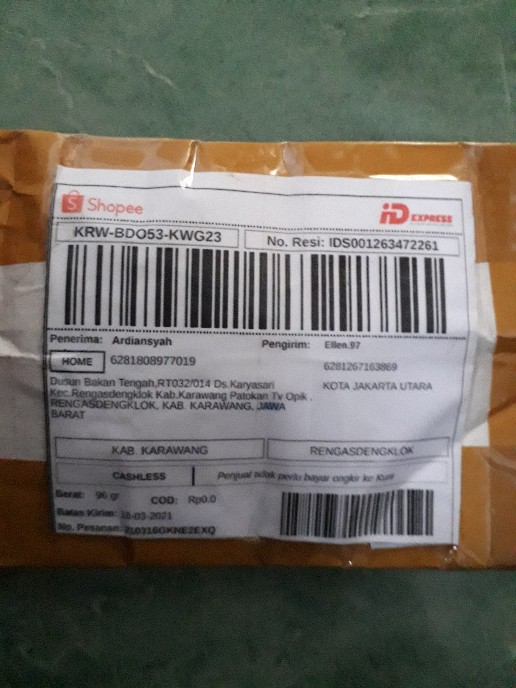 Shopee
iD EXPRESS
KRW-BDO53-KWG23
No. Resi: IDS001263472261
Penerima: Ardiansyah
Pengirim: Ellen.97
HOME 6281808977019
6281267163869
Dusun Bakan Tengah,RT032/014 Ds.Karyasari
KOTA JAKARTA UTARA
Kec.Rengasdengklok Kab.Karawang Patokan Tv Opik ,
RENGASDENGKLOK, KAB. KARAWANG, JAWA
BARAT
KAB. KARAWANG
RENGASDENGKLOK
CASHLESS
Penjual tidak perlu bayar ongkir ke Kurir
Berat: 96 gr
COD: Rp0.0
Batas Kirim: 18-03-2021
No. Pesanan: 210316GKNE2EXQ